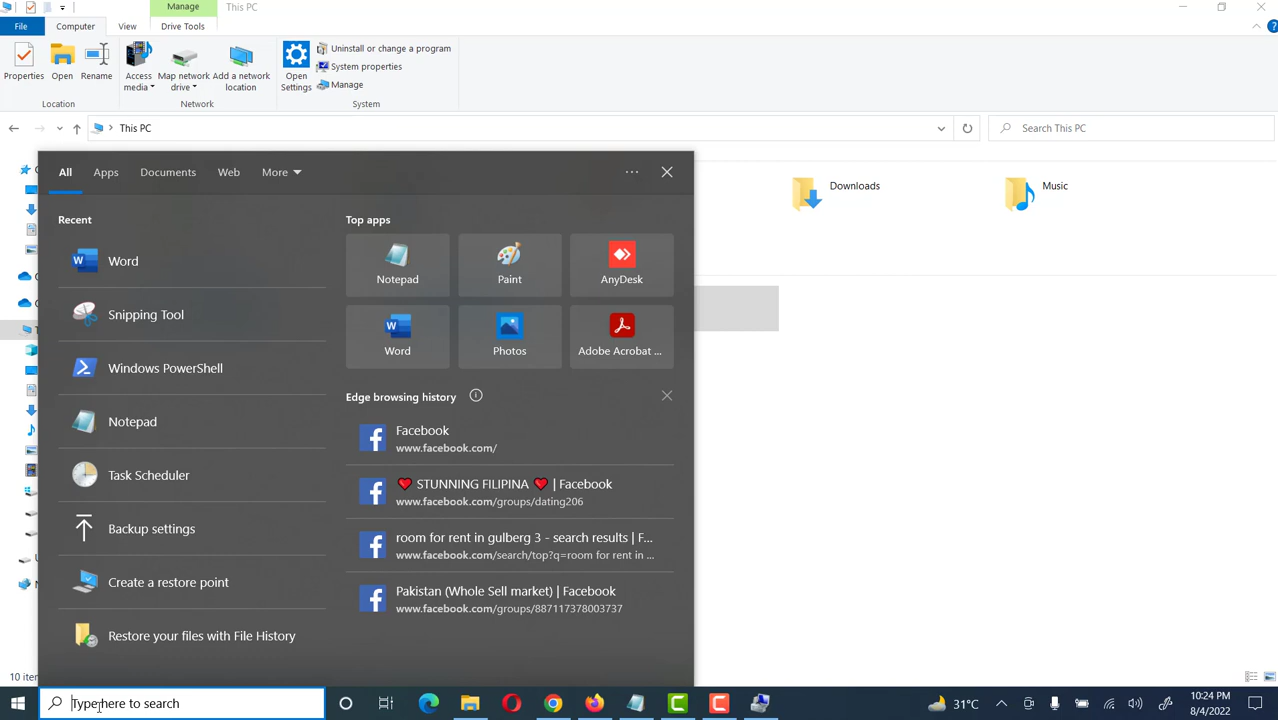 Manage
This PC
File
Computer
View
Drive Tools
Properties
Open
Rename
Access media
Map network drive
Add a network location
Open Settings
Uninstall or change a program
System properties
Manage
Location
Network
System
This PC
Search This PC
All
Apps
Documents
Web
More
Downloads
Music
Recent
Word
Snipping Tool
Windows PowerShell
Notepad
Task Scheduler
Backup settings
Create a restore point
Restore your files with File History
Top apps
Notepad
Paint
AnyDesk
Word
Photos
Adobe Acrobat ...
Edge browsing history
Facebook
www.facebook.com/
STUNNING FILIPINA | Facebook
www.facebook.com/groups/dating206
room for rent in gulberg 3 - search results | F...
www.facebook.com/search/top?q=room for rent in ...
Pakistan (Whole Sell market) | Facebook
www.facebook.com/groups/887117378003737
10 iter
Type here to search
31°C
10:24 PM
8/4/2022